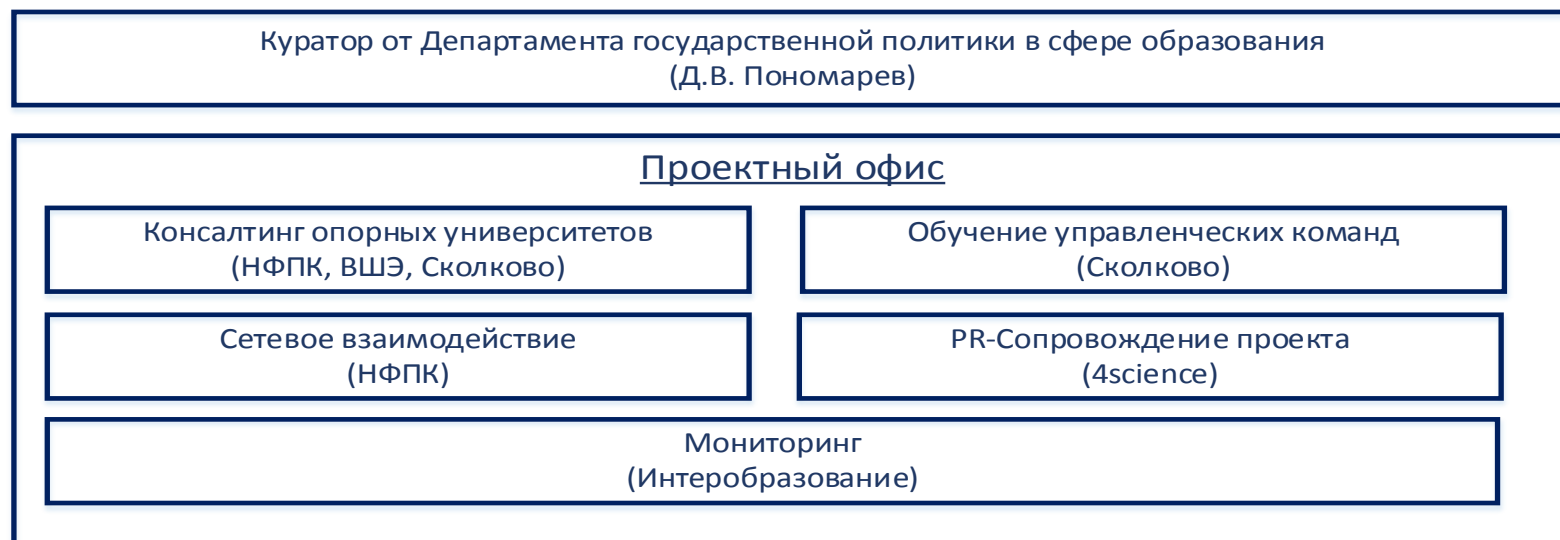 Куратор от Департамента государственной политики в сфере образования
(Д.В. Пономарев)
Проектный офис
Консалтинг опорных университетов
(НФПК, ВШЭ, Сколково)
Обучение управленческих команд
(Сколково)
Сетевое взаимодействие
(НФПК)
PR-Сопровождение проекта
(4science)
Мониторинг
(Интеробразование)